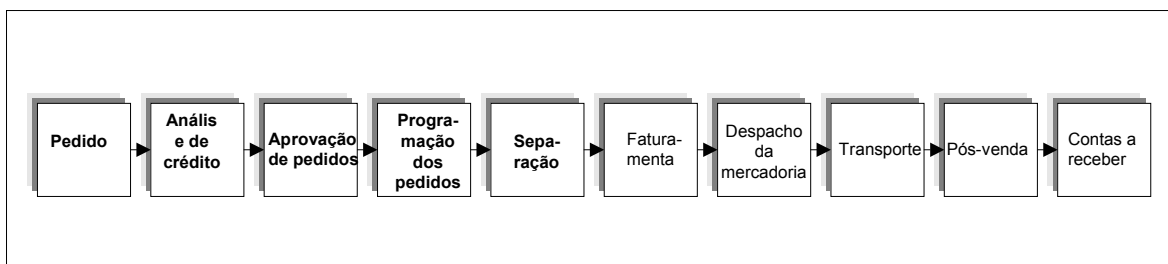 Pedido
Anális
e de
crédito
Aprovação
de pedidos
Progra-
mação
dos
pedidos
Sepa-
ração
Fatura-
menta
Despacho
da
mercadoria
Transporte
Pós-venda
Contas a
receber